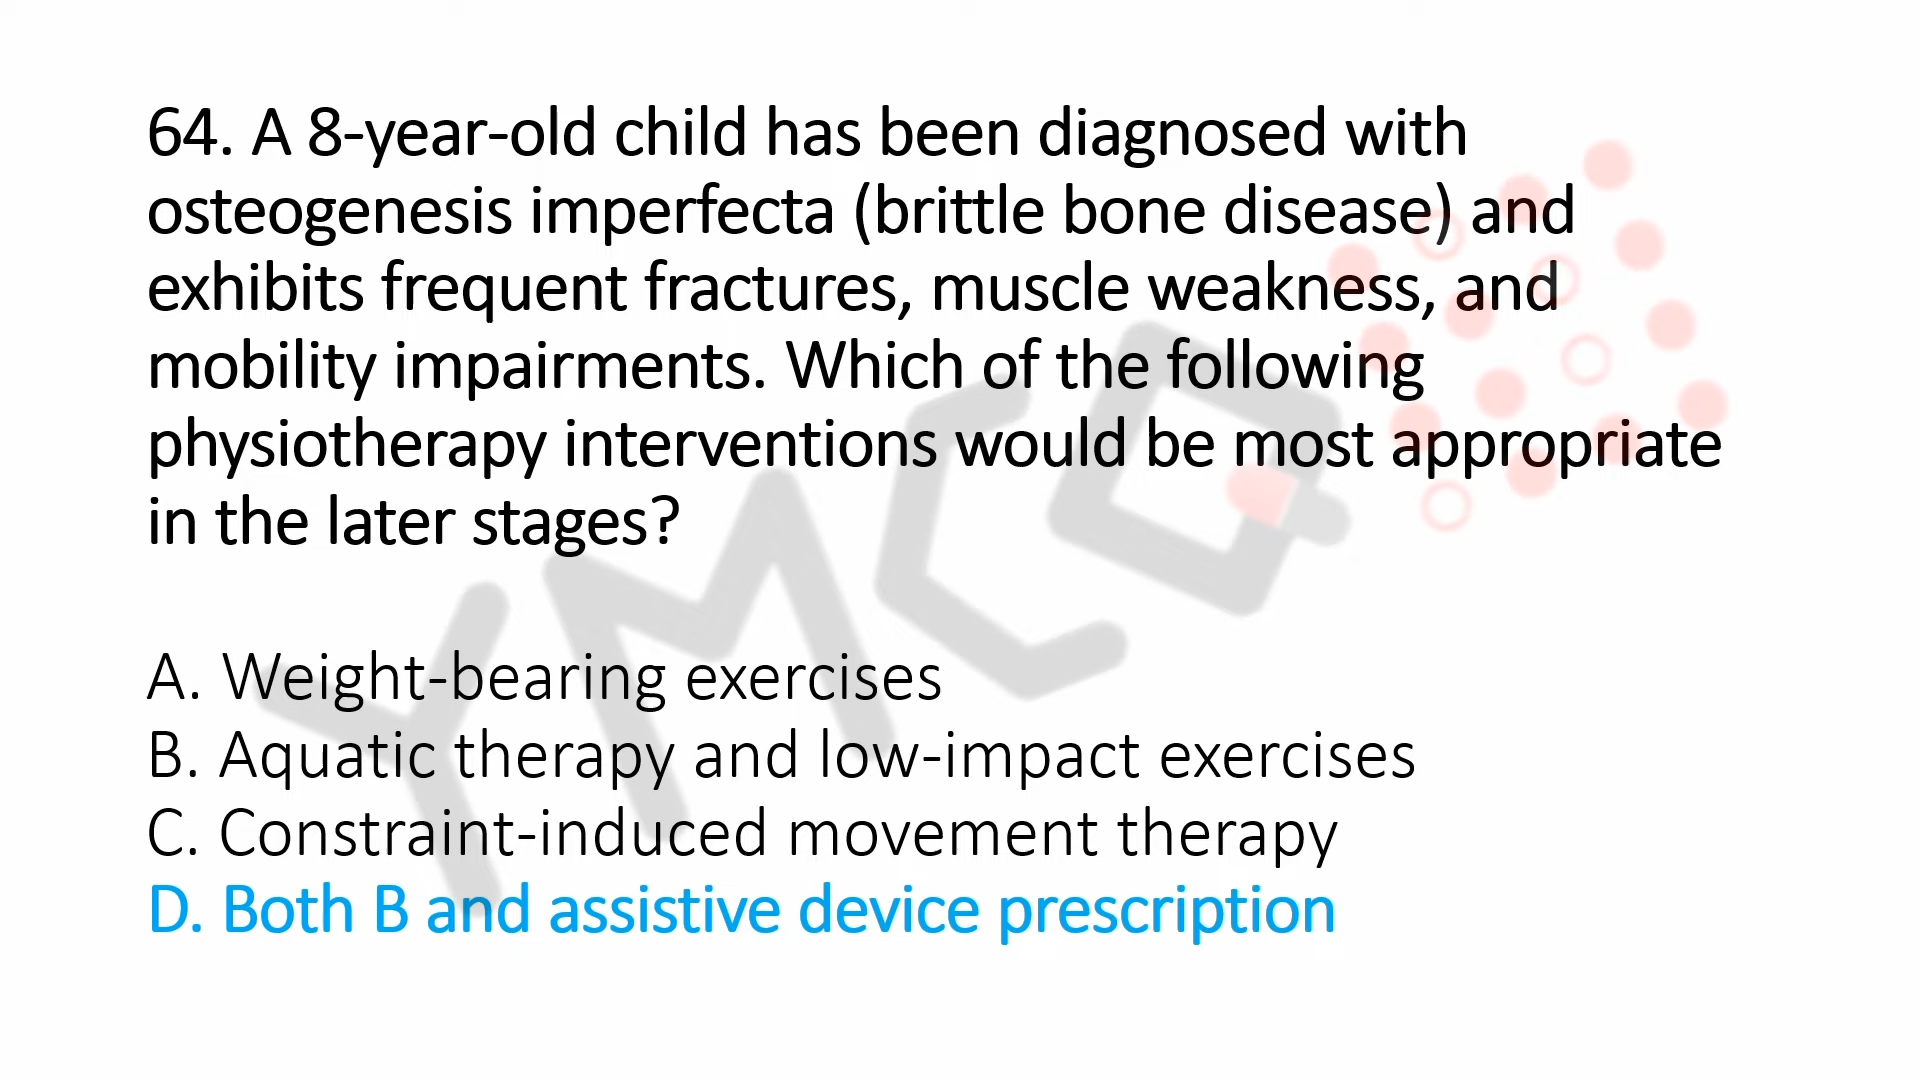 64. A 8-year-old child has been diagnosed with
osteogenesis imperfecta (brittle bone disease) and
exhibits frequent fractures, muscle weakness, and
mobility impairments. Which of the following
physiotherapy interventions would be most appropriate
in the later stages?
A. Weight-bearing exercises
B. Aquatic therapy and low-impact exercises
C. Constraint-induced movement therapy
D. Both B and assistive device prescription
YMCQ